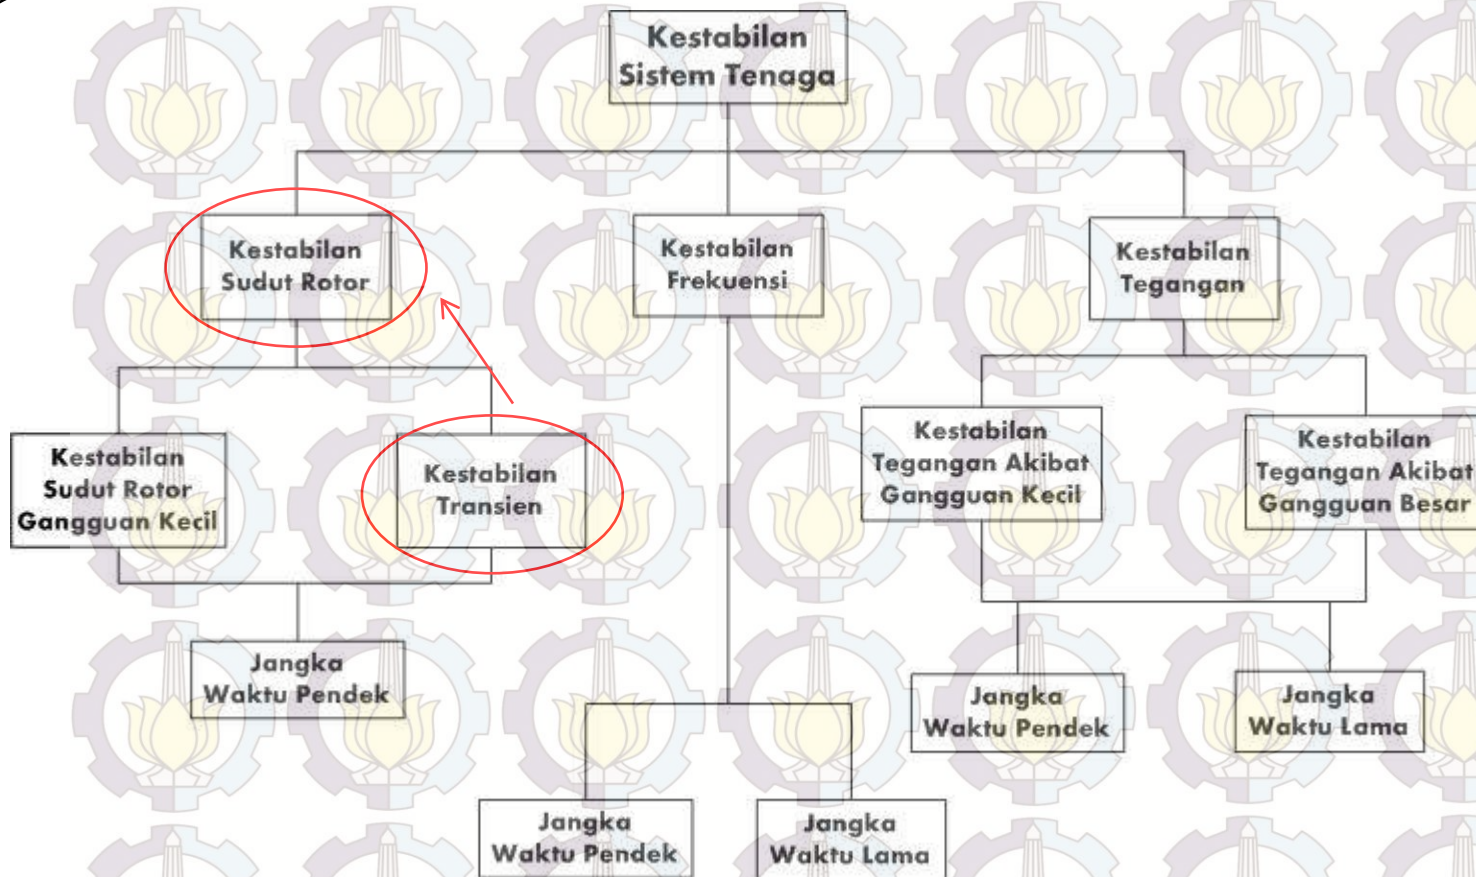 Kestabilan
Sistem Tenaga
Kestabilan
Sudut Rotor
Kestabilan
Frekuensi
Kestabilan
Tegangan
Kestabilan
Sudut Rotor
Gangguan Kecil
Kestabilan
Transien
Kestabilan
Tegangan Akibat
Gangguan Kecil
Kestabilan
Tegangan Akibat
Gangguan Besar
Jangka
Waktu Pendek
Jangka
Waktu Pendek
Jangka
Waktu Lama
Jangka
Waktu Pendek
Jangka
Waktu Lama